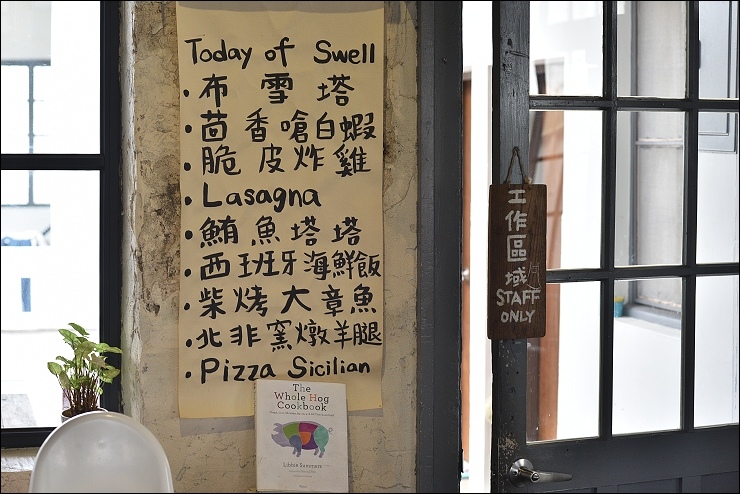 Today of Swell
· 布雪塔
· 茴香嗆白蝦
· 脆皮炸雞
· Lasagna
· 鮪魚塔塔
· 西班牙海鮮飯
· 柴烤大章魚
· 北非窯燉羊腿
· Pizza Sicilian
The
Whole Hog
Cookbook
Libbie Summers
工作區域
STAFF
ONLY